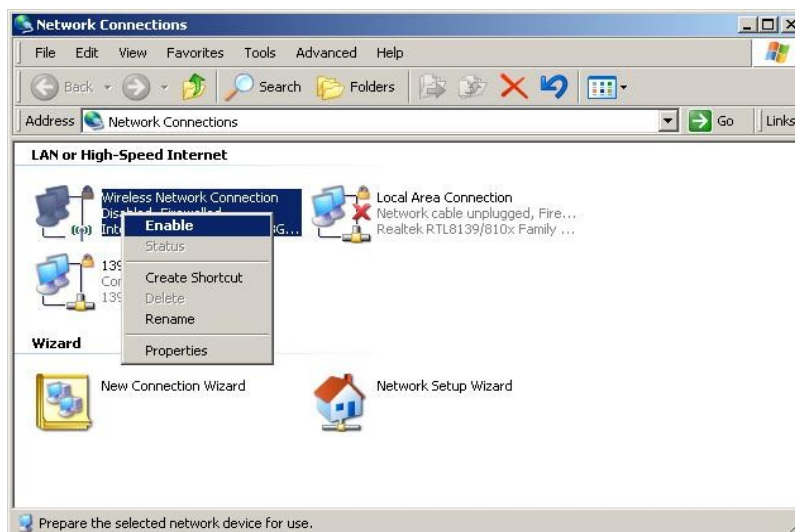 Network Connections
File Edit View Favorites Tools Advanced Help
Back Search Folders
Address Network Connections Go Links
LAN or High-Speed Internet
Wireless Network Connection
Disabled, Firewalled
Enable
Status
Create Shortcut
Delete
Rename
Properties
Local Area Connection
Network cable unplugged, Fire...
Realtek RTL8139/810x Family ...
Wizard
New Connection Wizard
Network Setup Wizard
Prepare the selected network device for use.